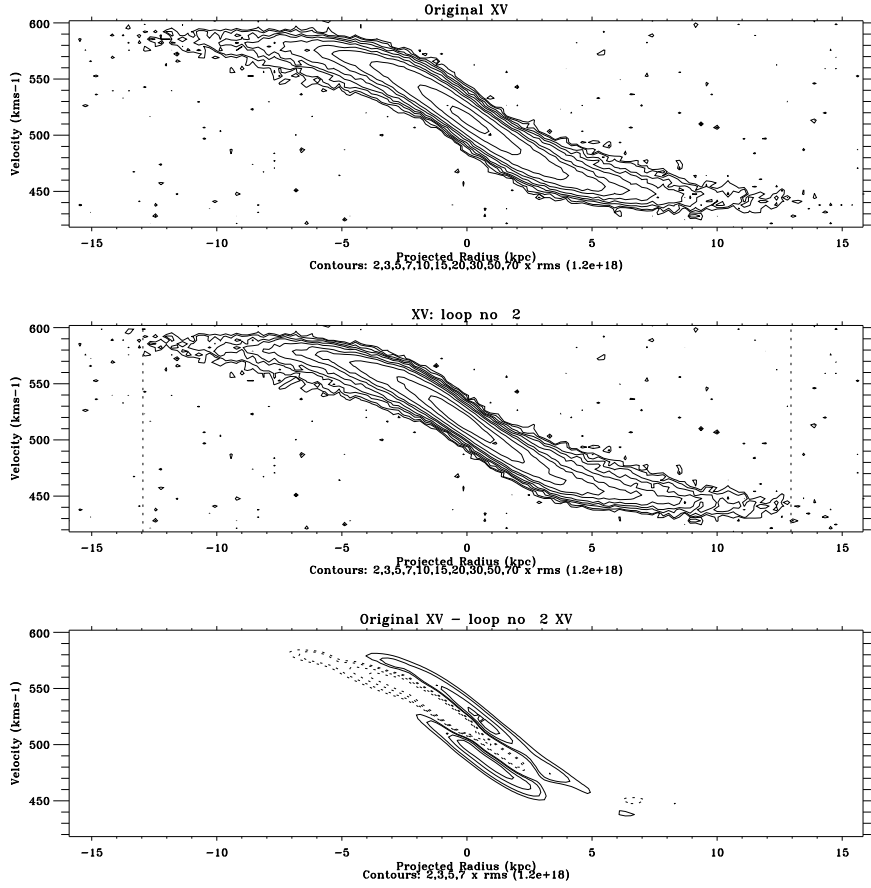 Original XV
600
550
500
450
Velocity (kms−1)
−15 −10 −5 0 5 10 15
Projected Radius (kpc)
Contours: 2,3,5,7,10,15,20,30,50,70 x rms (1.2e+18)
XV: loop no 2
600
550
500
450
Velocity (kms−1)
−15 −10 −5 0 5 10 15
Projected Radius (kpc)
Contours: 2,3,5,7,10,15,20,30,50,70 x rms (1.2e+18)
Original XV − loop no 2 XV
600
550
500
450
Velocity (kms−1)
−15 −10 −5 0 5 10 15
Projected Radius (kpc)
Contours: 2,3,5,7 x rms (1.2e+18)